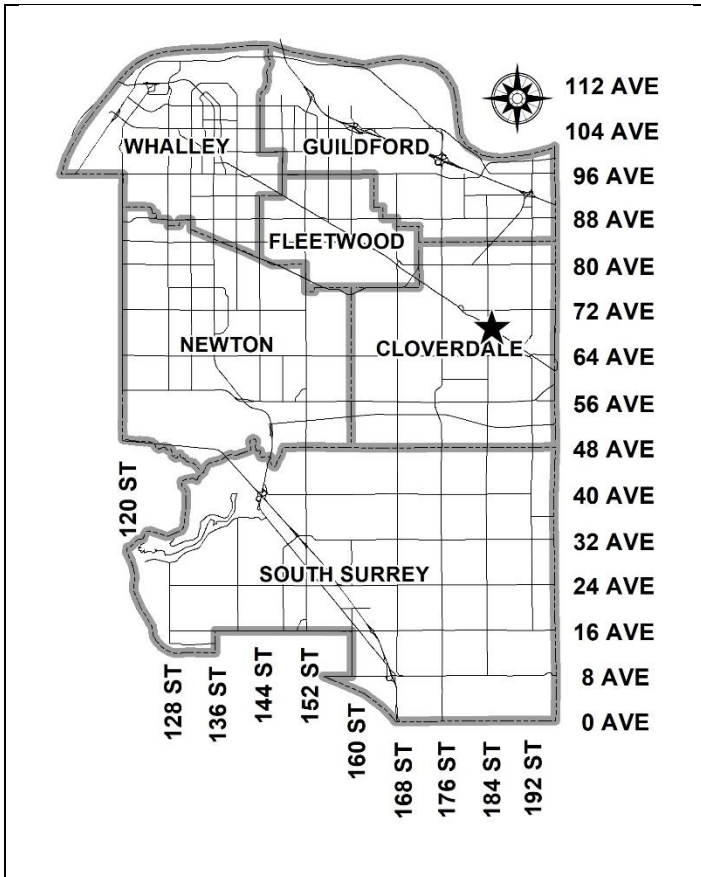 112 AVE
104 AVE
WHALLEY
GUILDFORD
96 AVE
88 AVE
FLEETWOOD
80 AVE
72 AVE
NEWTON
CLOVERDALE
64 AVE
56 AVE
48 AVE
120 ST
40 AVE
32 AVE
SOUTH SURREY
24 AVE
16 AVE
8 AVE
0 AVE
128 ST
136 ST
144 ST
152 ST
160 ST
168 ST
176 ST
184 ST
192 ST